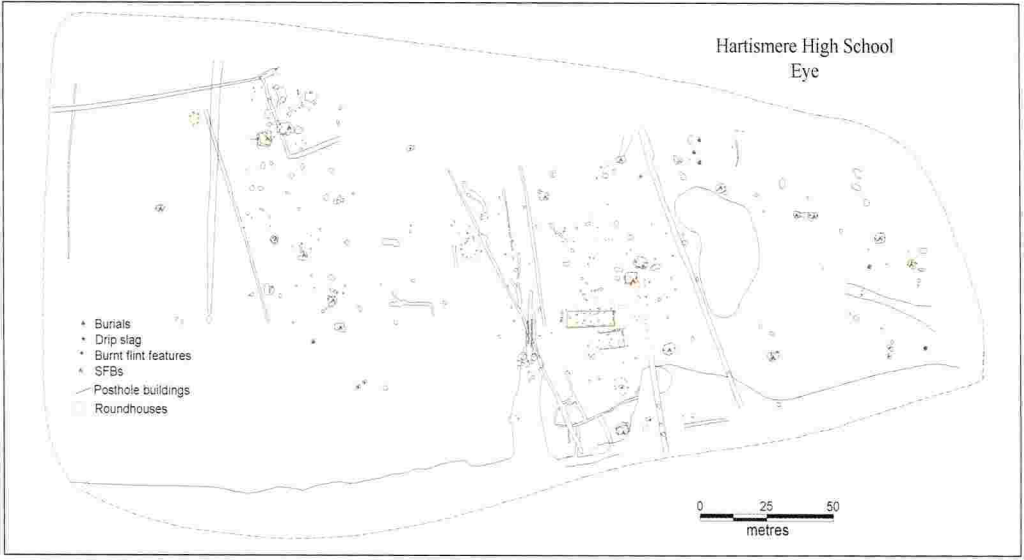 Hartismere High School
Eye
Burials
Drip slag
Burnt flint features
SFBs
Posthole buildings
Roundhouses
0 25 50
metres